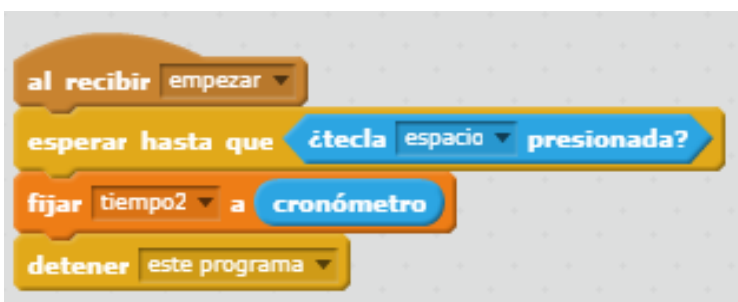 al recibir empezar
esperar hasta que ¿tecla espacio presionada?
fijar tiempo2 a cronómetro
detener este programa